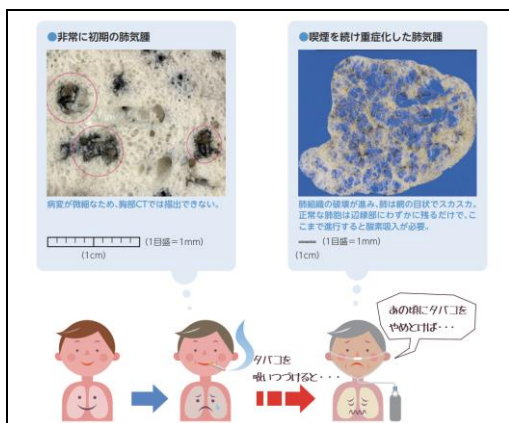 ●非常に初期の肺気腫
病変が微細なため、胸部CTでは描出できない。
(1目盛=1mm)
(1cm)
●喫煙を続け重症化した肺気腫
肺組織の破壊が進み、肺は網の目状でスカスカ。
正常な肺胞は辺縁部にわずかに残るだけで、こ
こまで進行すると酸素吸入が必要。
(1目盛=1mm)
(1cm)
タバコを
吸いつづけると・・・
あの頃にタバコを
やめとけば・・・